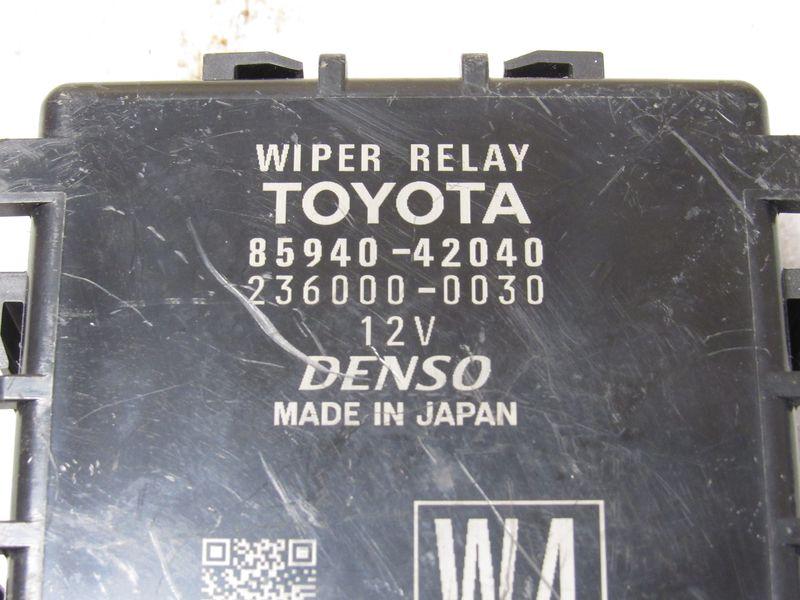 WIPER RELAY
TOYOTA
85940-42040
236000-0030
12V
DENSO
MADE IN JAPAN